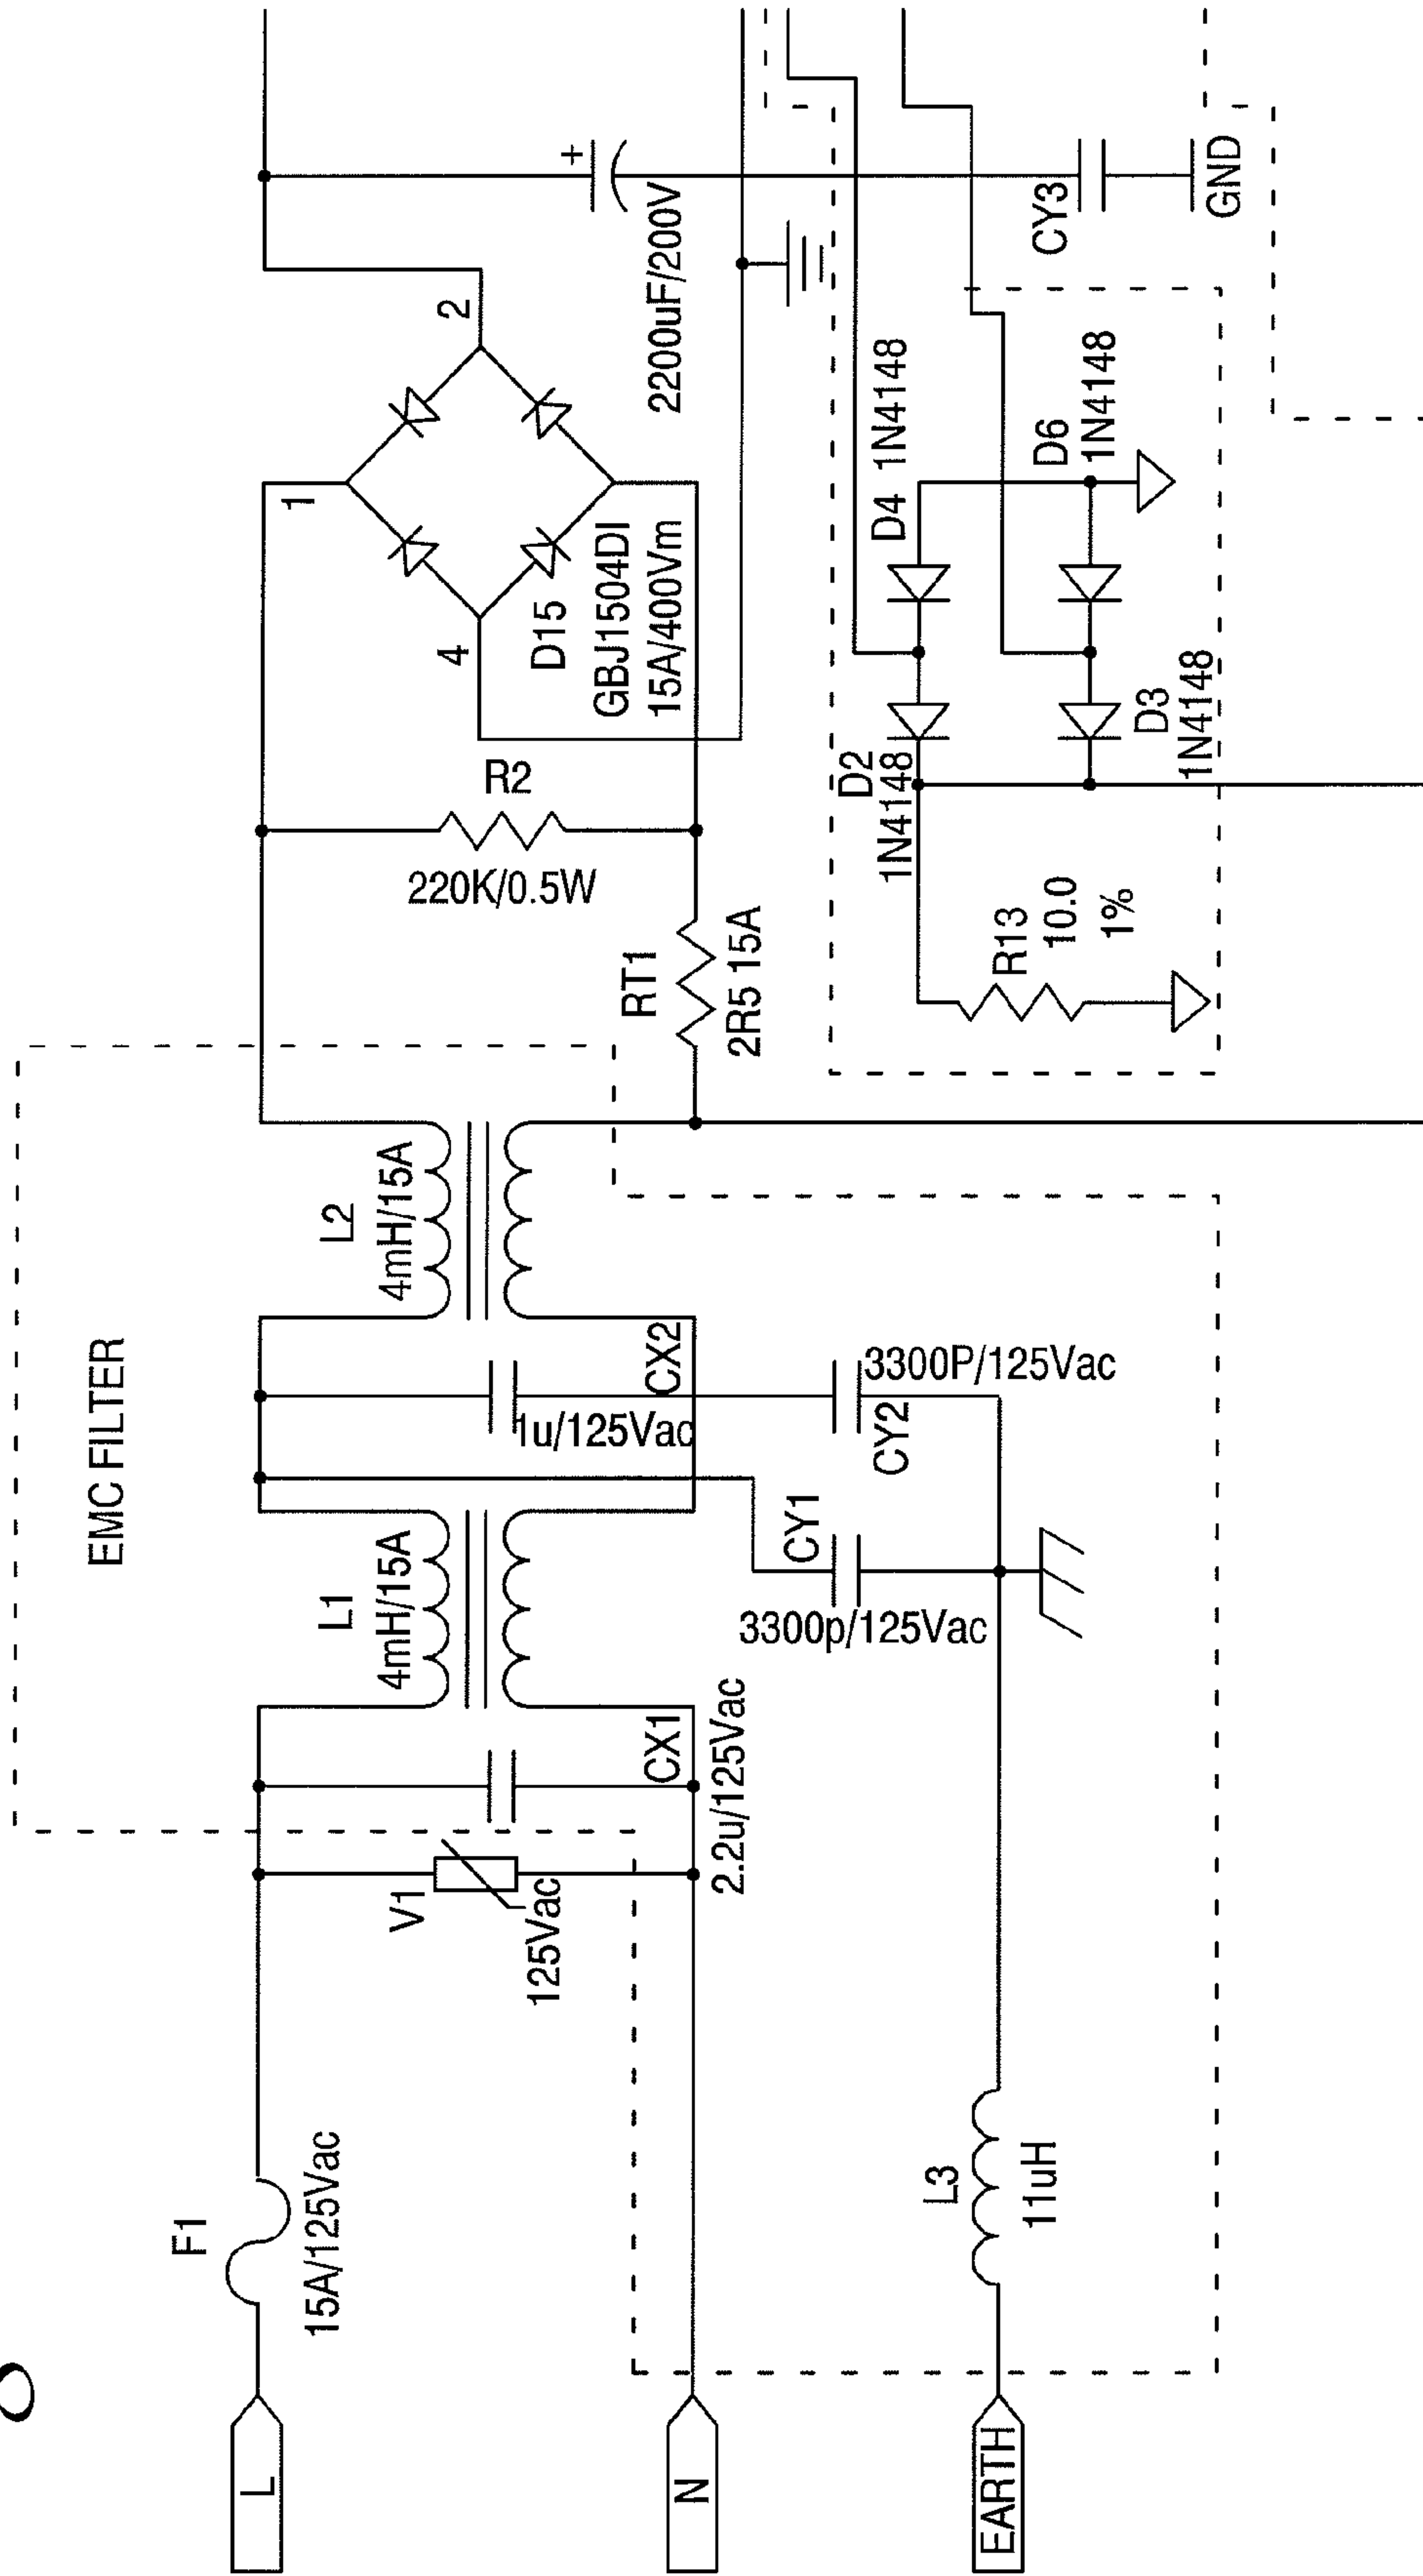 EMC FILTER
L
F1
15A/125Vac
V1
125Vac
L1
4mH/15A
CX1
2.2u/125Vac
L2
4mH/15A
CX2
1u/125Vac
CY1
3300p/125Vac
CY2
3300P/125Vac
N
EARTH
L3
11uH
RT1
2R5 15A
R2
220K/0.5W
1
2
4
D15
GBJ1504DI
15A/400Vm
+
2200uF/200V
CY3
GND
D2
1N4148
D4 1N4148
D6
1N4148
D3
1N4148
R13
10.0
1%